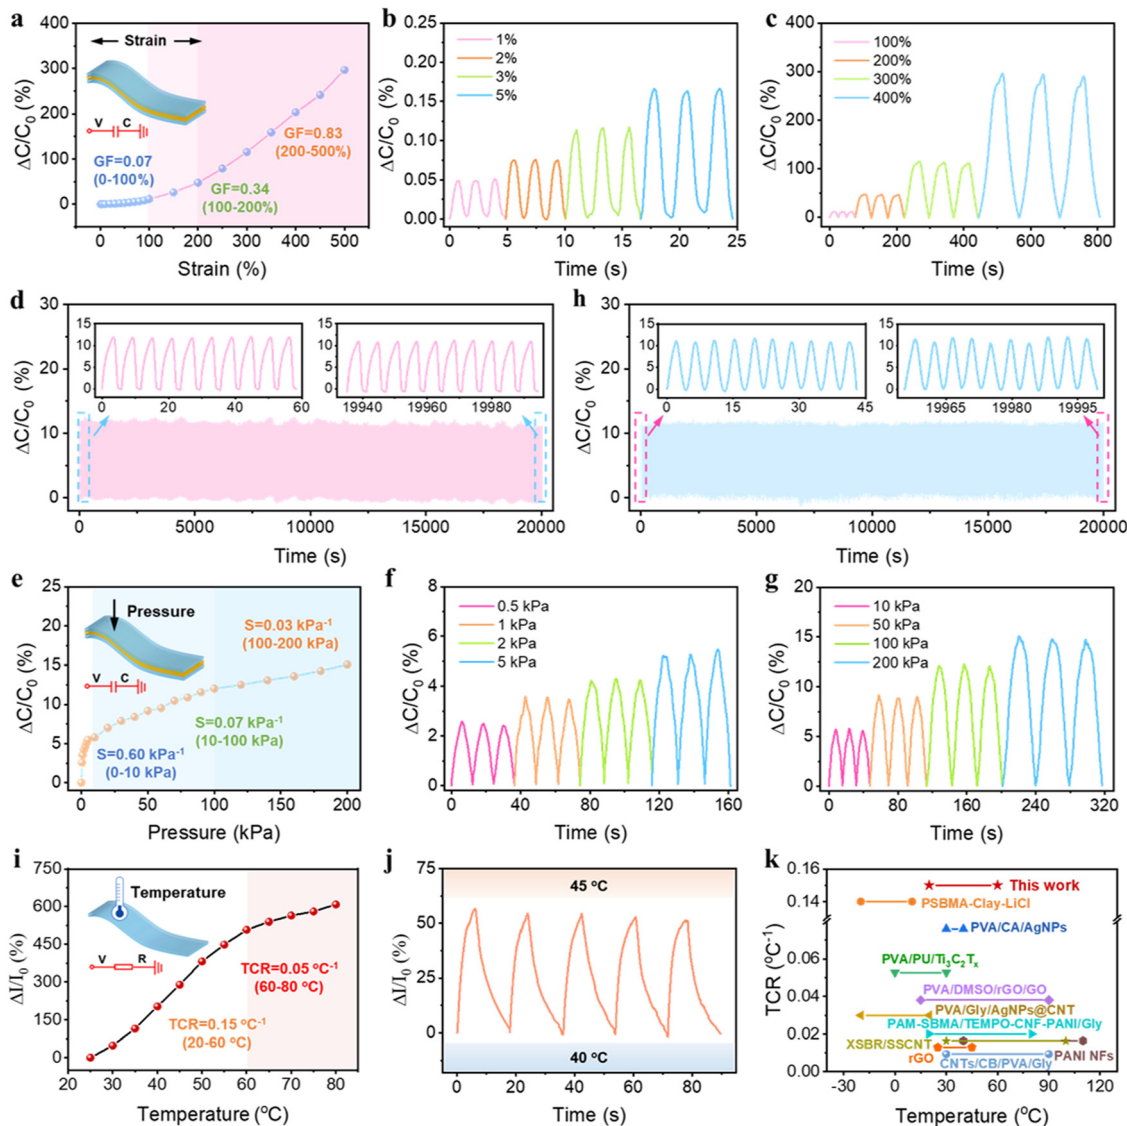 a
ΔC/C₀ (%)
400
300
200
100
0
Strain
V
C
GF=0.07
(0-100%)
GF=0.34
(100-200%)
GF=0.83
(200-500%)
0
100
200
300
400
500
Strain (%)
b
ΔC/C₀ (%)
0.25
0.20
0.15
0.10
0.05
0.00
1%
2%
3%
5%
0
5
10
15
20
25
Time (s)
c
ΔC/C₀ (%)
400
300
200
100
0
100%
200%
300%
400%
0
200
400
600
800
Time (s)
d
ΔC/C₀ (%)
30
20
10
0
15
10
5
0
0
20
40
60
15
10
5
0
19940
19960
19980
0
5000
10000
15000
20000
Time (s)
h
ΔC/C₀ (%)
30
20
10
0
15
10
5
0
0
15
30
45
15
10
5
0
19965
19980
19995
0
5000
10000
15000
20000
Time (s)
e
ΔC/C₀ (%)
25
20
15
10
5
0
Pressure
V
C
S=0.03 kPa⁻¹
(100-200 kPa)
S=0.07 kPa⁻¹
(10-100 kPa)
S=0.60 kPa⁻¹
(0-10 kPa)
0
50
100
150
200
Pressure (kPa)
f
ΔC/C₀ (%)
8
6
4
2
0
0.5 kPa
1 kPa
2 kPa
5 kPa
0
40
80
120
160
Time (s)
g
ΔC/C₀ (%)
20
15
10
5
0
10 kPa
50 kPa
100 kPa
200 kPa
0
80
160
240
320
Time (s)
i
ΔI/I₀ (%)
750
600
450
300
150
0
Temperature
V
R
TCR=0.05 °C⁻¹
(60-80 °C)
TCR=0.15 °C⁻¹
(20-60 °C)
20
30
40
50
60
70
80
Temperature (°C)
j
ΔI/I₀ (%)
75
50
25
0
45 °C
40 °C
0
20
40
60
80
Time (s)
k
TCR (°C⁻¹)
0.16
0.14
0.08
0.06
0.04
0.02
0.00
This work
PSBMA-Clay-LiCl
PVA/CA/AgNPs
PVA/PU/Ti₃C₂Tₓ
PVA/DMSO/rGO/GO
PVA/Gly/AgNPs@CNT
PAM-SBMA/TEMPO-CNF-PANI/Gly
XSBR/SSCNT
rGO
PANI NFs
CNTs/CB/PVA/Gly
-30
0
30
60
90
120
Temperature (°C)